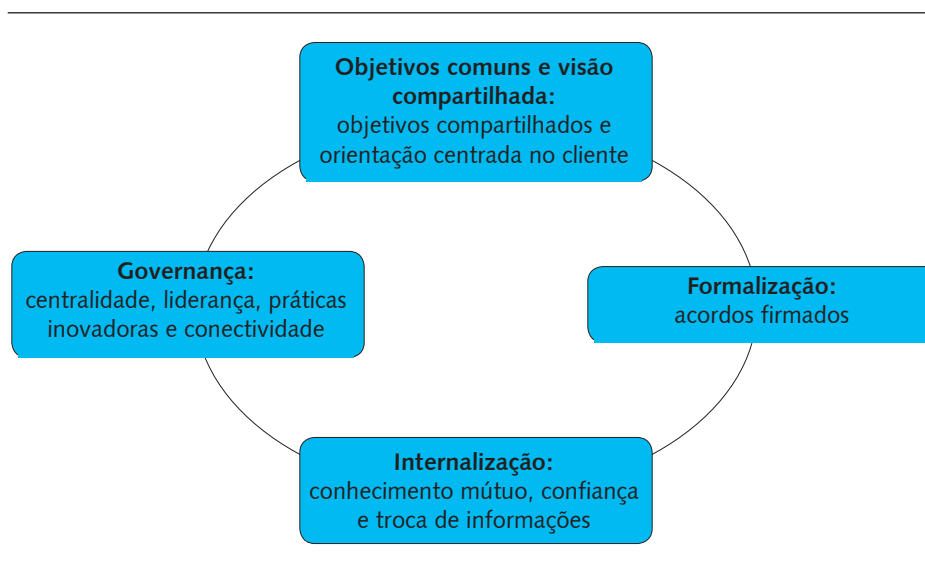 Objetivos comuns e visão
compartilhada:
objetivos compartilhados e
orientação centrada no cliente
Governança:
centralidade, liderança, práticas
inovadoras e conectividade
Formalização:
acordos firmados
Internalização:
conhecimento mútuo, confiança
e troca de informações